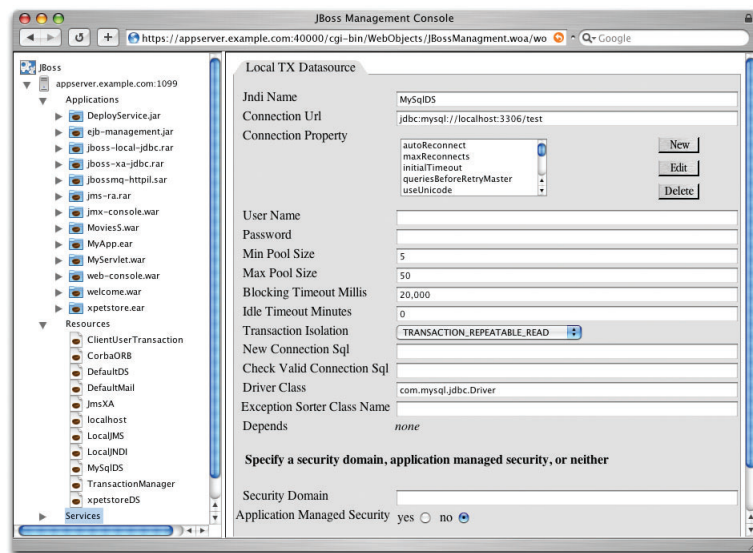 JBoss Management Console
https://appserver.example.com:40000/cgi-bin/WebObjects/JBossManagment.woa/wo
Google
JBoss
appserver.example.com:1099
Applications
DeployService.jar
ejb-management.jar
jboss-local-jdbc.rar
jboss-xa-jdbc.rar
jbossmq-httpil.sar
jms-ra.rar
jmx-console.war
MoviesS.war
MyApp.ear
MyServlet.war
web-console.war
welcome.war
xpetstore.ear
Resources
ClientUserTransaction
CorbaORB
DefaultDS
DefaultMail
JmsXA
localhost
LocalJMS
LocalJNDI
MySqlDS
TransactionManager
xpetstoreDS
Services
Local TX Datasource
Jndi Name MySqlDS
Connection Url jdbc:mysql://localhost:3306/test
Connection Property
autoReconnect
maxReconnects
initialTimeout
queriesBeforeRetryMaster
useUnicode
New
Edit
Delete
User Name
Password
Min Pool Size 5
Max Pool Size 50
Blocking Timeout Millis 20,000
Idle Timeout Minutes 0
Transaction Isolation TRANSACTION_REPEATABLE_READ
New Connection Sql
Check Valid Connection Sql
Driver Class com.mysql.jdbc.Driver
Exception Sorter Class Name
Depends none
Specify a security domain, application managed security, or neither
Security Domain
Application Managed Security yes no